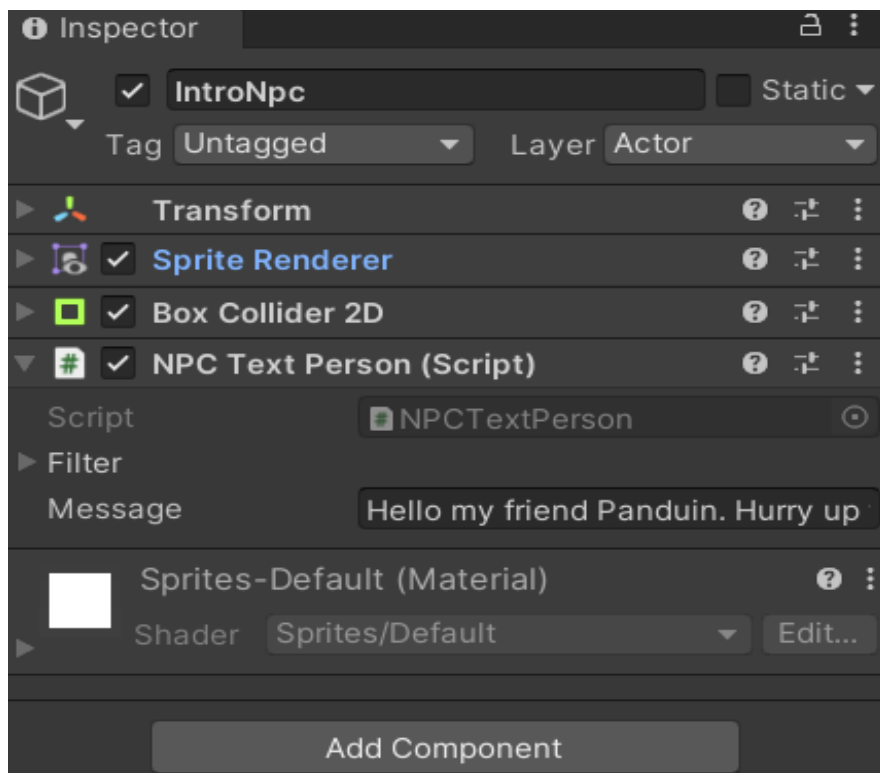 Inspector
IntroNpc Static
Tag Untagged Layer Actor
Transform
Sprite Renderer
Box Collider 2D
NPC Text Person (Script)
Script NPCTextPerson
Filter
Message Hello my friend Panduin. Hurry up
Sprites-Default (Material)
Shader Sprites/Default Edit...
Add Component